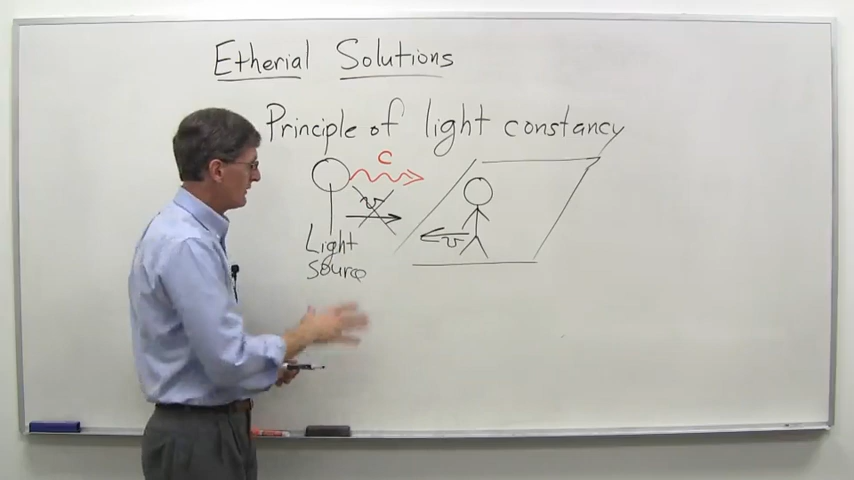 Etherial Solutions
Principle of light constancy
c
v
v
Light
Source